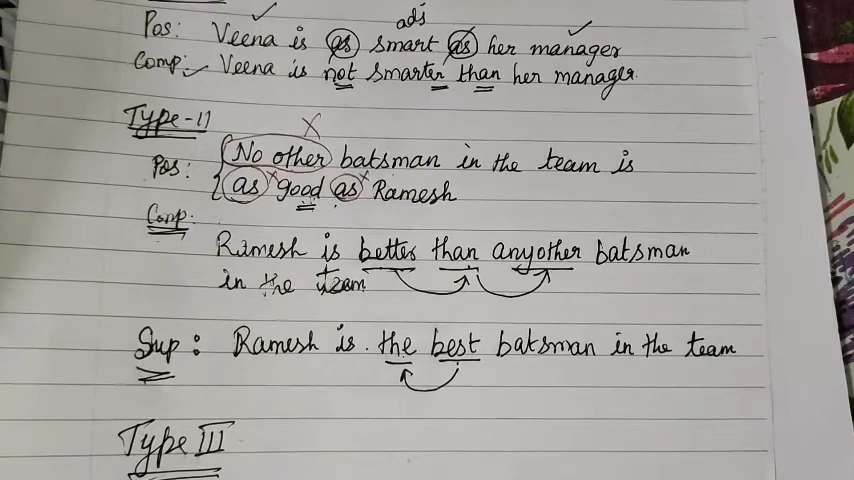 adj
Pos: Veena is as smart as her manager
Comp: Veena is not smarter than her manager.
Type-II
Pos: No other batsman in the team is
as good as Ramesh
Comp:
Ramesh is better than anyother batsman
in the team
Sup: Ramesh is the best batsman in the team
Type III